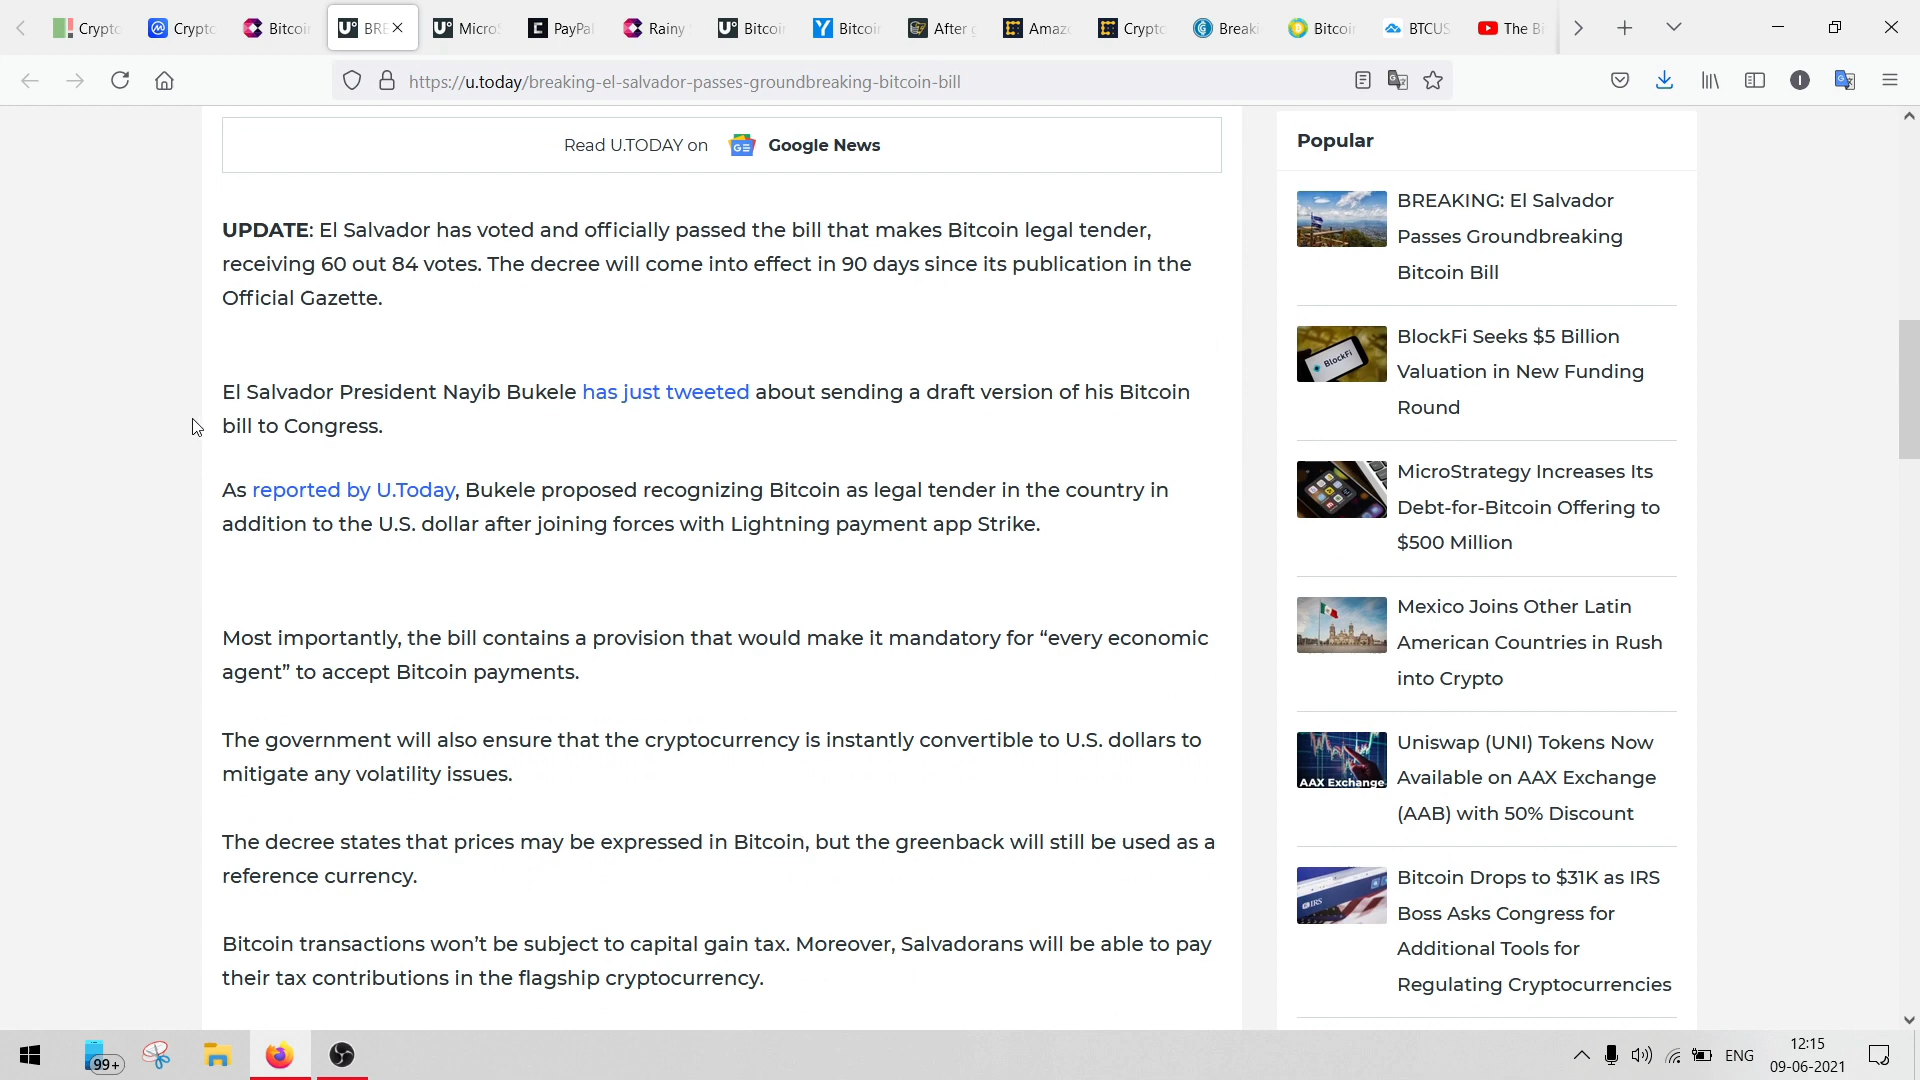 Crypto
Crypto
Bitcoin
BRE
Micro
PayPal
Rainy
Bitcoin
Bitcoin
After
Amaz
Crypto
Breaki
Bitcoin
BTCUS
The Bi
https://u.today/breaking-el-salvador-passes-groundbreaking-bitcoin-bill
Read U.TODAY on Google News
UPDATE: El Salvador has voted and officially passed the bill that makes Bitcoin legal tender,
receiving 60 out 84 votes. The decree will come into effect in 90 days since its publication in the
Official Gazette.
El Salvador President Nayib Bukele has just tweeted about sending a draft version of his Bitcoin
bill to Congress.
As reported by U.Today, Bukele proposed recognizing Bitcoin as legal tender in the country in
addition to the U.S. dollar after joining forces with Lightning payment app Strike.
Most importantly, the bill contains a provision that would make it mandatory for “every economic
agent” to accept Bitcoin payments.
The government will also ensure that the cryptocurrency is instantly convertible to U.S. dollars to
mitigate any volatility issues.
The decree states that prices may be expressed in Bitcoin, but the greenback will still be used as a
reference currency.
Bitcoin transactions won’t be subject to capital gain tax. Moreover, Salvadorans will be able to pay
their tax contributions in the flagship cryptocurrency.
Popular
BREAKING: El Salvador
Passes Groundbreaking
Bitcoin Bill
BlockFi
BlockFi Seeks $5 Billion
Valuation in New Funding
Round
MicroStrategy Increases Its
Debt-for-Bitcoin Offering to
$500 Million
Mexico Joins Other Latin
American Countries in Rush
into Crypto
AAX Exchange
Uniswap (UNI) Tokens Now
Available on AAX Exchange
(AAB) with 50% Discount
IRS
Bitcoin Drops to $31K as IRS
Boss Asks Congress for
Additional Tools for
Regulating Cryptocurrencies
99+
ENG
12:15
09-06-2021